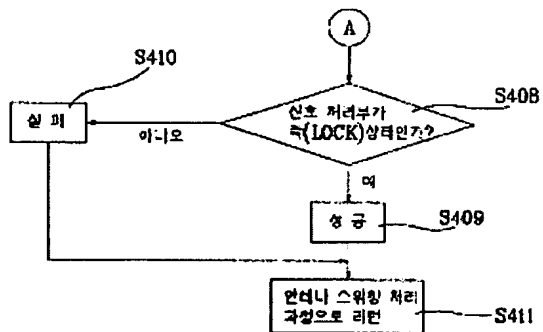 A
S410
S408
신호 처리부가
록(LOCK)상태인가?
실 패
아니오
예
성 공
S409
안테나 스위칭 처리
과정으로 리턴
S411